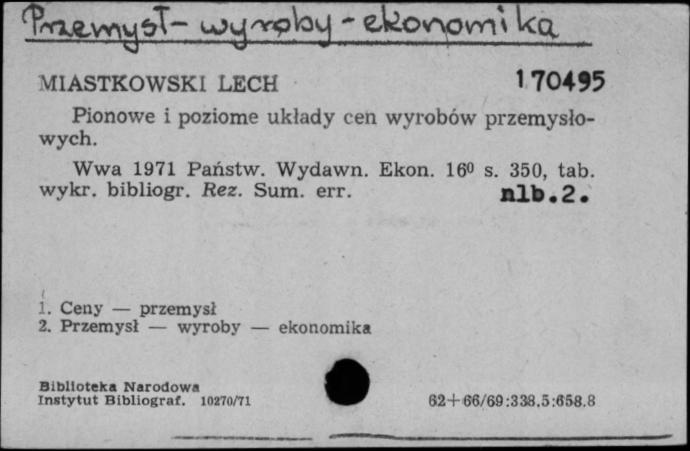 Przemysł - wyroby - ekonomika
MIASTKOWSKI LECH 170495
Pionowe i poziome układy cen wyrobów przemysło-
wych.
Wwa 1971 Państw. Wydawn. Ekon. 16⁰ s. 350, tab.
wykr. bibliogr. Rez. Sum. err. nlb.2.
1. Ceny — przemysł
2. Przemysł — wyroby — ekonomika
Biblioteka Narodowa
Instytut Bibliograf. 10270/71 62+66/69:338.5:658.8